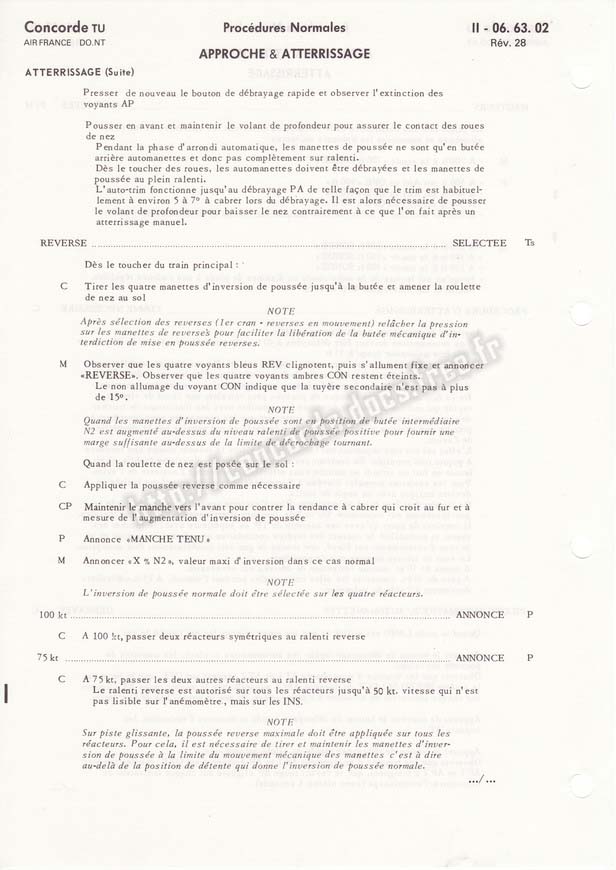 Concorde TU
AIR FRANCE DO.NT
Procédures Normales
APPROCHE & ATTERRISSAGE
II - 06. 63. 02
Rév. 28
ATTERRISSAGE (Suite)
Presser de nouveau le bouton de débrayage rapide et observer l'extinction des
voyants AP
Pousser en avant et maintenir le volant de profondeur pour assurer le contact des roues
de nez
Pendant la phase d'arrondi automatique, les manettes de poussée ne sont qu'en butée
arrière automanettes et donc pas complètement sur ralenti.
Dès le toucher des roues, les automanettes doivent être débrayées et les manettes de
poussée au plein ralenti.
L'auto-trim fonctionne jusqu'au débrayage PA de telle façon que le trim est habituel-
lement à environ 5 à 7° à cabrer lors du débrayage. Il est alors nécessaire de pousser
le volant de profondeur pour baisser le nez contrairement à ce que l'on fait après un
atterrissage manuel.
REVERSE ........ SELECTEE Ts
Dès le toucher du train principal :
C Tirer les quatre manettes d'inversion de poussée jusqu'à la butée et amener la roulette
de nez au sol
NOTE
Après sélection des reverses (1er cran - reverses en mouvement) relâcher la pression
sur les manettes de reverses pour faciliter la libération de la butée mécanique d'in-
terdiction de mise en poussée reverses.
M Observer que les quatre voyants bleus REV clignotent, puis s'allument fixe et annoncer
«REVERSE». Observer que les quatre voyants ambres CON restent éteints.
Le non allumage du voyant CON indique que la tuyère secondaire n'est pas à plus
de 15°.
NOTE
Quand les manettes d'inversion de poussée sont en position de butée intermédiaire
N2 est augmenté au-dessus du niveau ralenti de poussée positive pour fournir une
marge suffisante au-dessus de la limite de décrochage tournant.
Quand la roulette de nez est posée sur le sol :
C Appliquer la poussée reverse comme nécessaire
CP Maintenir le manche vers l'avant pour contrer la tendance à cabrer qui croit au fur et à
mesure de l'augmentation d'inversion de poussée
P Annonce «MANCHE TENU»
M Annoncer «X % N2», valeur maxi d'inversion dans ce cas normal
NOTE
L'inversion de poussée normale doit être sélectée sur les quatre réacteurs.
100 kt ........ ANNONCE P
C A 100 kt, passer deux réacteurs symétriques au ralenti reverse
75 kt ........ ANNONCE P
C A 75 kt, passer les deux autres réacteurs au ralenti reverse
Le ralenti reverse est autorisé sur tous les réacteurs jusqu'à 50 kt. vitesse qui n'est
pas lisible sur l'anémomètre, mais sur les INS.
NOTE
Sur piste glissante, la poussée reverse maximale doit être appliquée sur tous les
réacteurs. Pour cela, il est nécessaire de tirer et maintenir les manettes d'inver-
sion de poussée à la limite du mouvement mécanique des manettes c'est à dire
au-delà de la position de détente qui donne l'inversion de poussée normale.
.../...